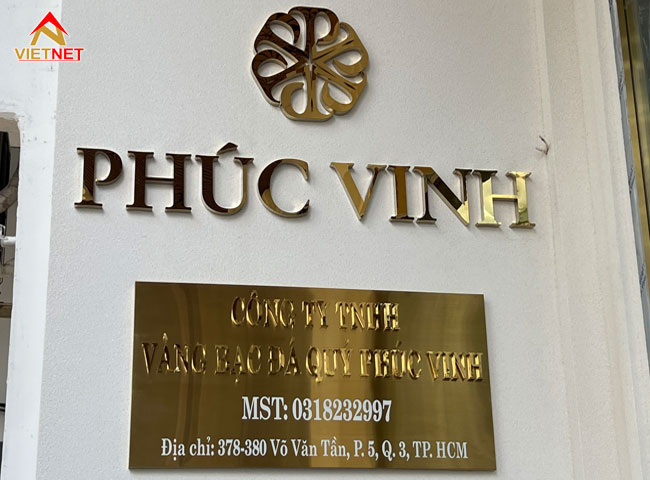 VIETNET
PHÚC VINH
CÔNG TY TNHH
VÀNG BẠC ĐÁ QUÝ PHÚC VINH
MST: 0318232997
Địa chỉ: 378-380 Võ Văn Tần, P. 5, Q. 3, TP. HCM